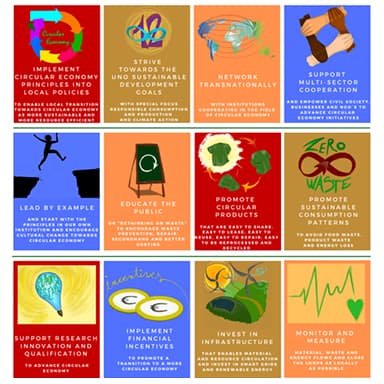 Circular
Economy
IMPLEMENT
CIRCULAR ECONOMY
PRINCIPLES INTO
LOCAL POLICIES
TO ENABLE LOCAL TRANSITION
TOWARDS CIRCULAR ECONOMY
AS MORE SUSTAINABLE AND
MORE RESOURCE EFFICIENT
12
STRIVE
TOWARDS THE
UNO SUSTAINABLE
DEVELOPMENT
GOALS
WITH SPECIAL FOCUS
RESPONSIBLE CONSUMPTION
AND PRODUCTION
AND CLIMATE ACTION
NETWORK
TRANSNATIONALLY
WITH INSTITUTIONS
COOPERATING IN THE FIELD
OF CIRCULAR ECONOMY
SUPPORT
MULTI-SECTOR
COOPERATION
AND EMPOWER CIVIL SOCIETY,
BUSINESSES AND NGO'S TO
ADVANCE CIRCULAR
ECONOMY INITIATIVES
LEAD BY EXAMPLE
AND START WITH THE
PRINCIPLES IN OUR OWN
INSTITUTION AND ENCOURAGE
CULTURAL CHANGE TOWARDS
CIRCULAR ECONOMY
EDUCATE THE
PUBLIC
ON "RETHINKING ON WASTE"
TO ENCOURAGE WASTE
PREVENTION, REPAIR,
SECONDHAND AND BETTER
SORTING
PROMOTE
CIRCULAR
PRODUCTS
THAT ARE EASY TO SHARE,
EASY TO LEASE, EASY TO
REUSE, EASY TO REPAIR, EASY
TO BE REPROCESSED AND
RECYCLED
ZERO
WASTE
PROMOTE
SUSTAINABLE
CONSUMPTION
PATTERNS
TO AVOID FOOD WASTE,
PRODUCT WASTE
AND ENERGY LOSS
SUPPORT RESEARCH
INNOVATION AND
QUALIFICATION
TO ADVANCE CIRCULAR
ECONOMY
incentives
IMPLEMENT
FINANCIAL
INCENTIVES
TO PROMOTE A
TRANSITION TO A MORE
CIRCULAR ECONOMY
INVEST IN
INFRASTRUCTURE
THAT ENABLES MATERIAL
AND RESOURCE CIRCULATION
AND INVEST IN SMART GRIDS
AND RENEWABLE ENERGY
MONITOR AND
MEASURE
MATERIAL, WASTE AND
ENERGY FLOWS AND CLOSE
THE LOOPS AS LOCALLY
AS POSSIBLE